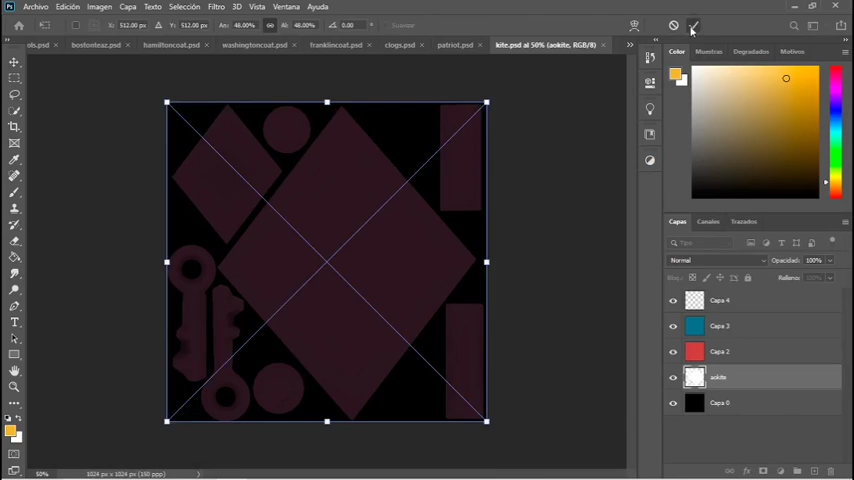 Archivo Edición Imagen Capa Texto Selección Filtro 3D Vista Ventana Ayuda
X: 512.00 px Y: 512.00 px An: 48.00% Al: 48.00% 0.00 Suavizar
ols.psd bostonteaz.psd hamiltoncoat.psd washingtoncoat.psd franklincoat.psd clogs.psd patriot.psd kite.psd al 50% (aokite, RGB/8)
Color Muestras Degradados Motivos
Capas Canales Trazados
Tipo
Normal Opacidad: 100%
Bloq.: Relleno: 100%
Capa 4
Capa 3
Capa 2
aokite
Capa 0
50% 1024 px x 1024 px (150 ppp)